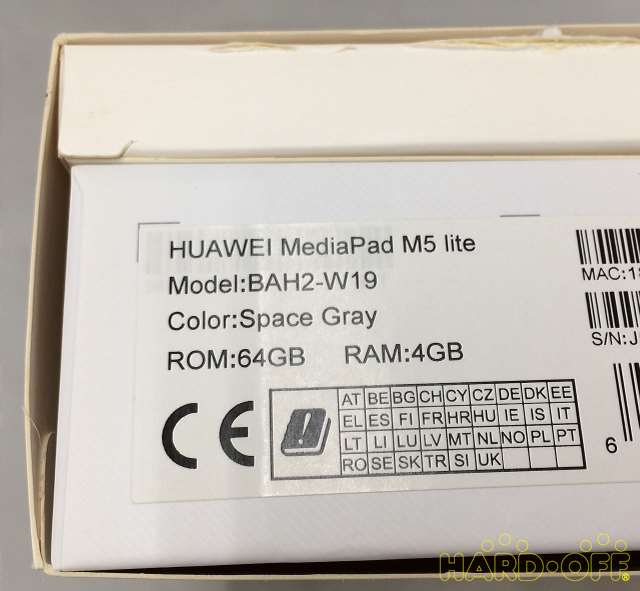 HUAWEI MediaPad M5 lite
Model:BAH2-W19
Color:Space Gray
ROM:64GB RAM:4GB
MAC:18
S/N:J
6
CE
AT BE BG CH CY CZ DE DK EE
EL ES FI FR HR HU IE IS IT
LT LI LU LV MT NL NO PL PT
RO SE SK TR SI UK
HARD·OFF